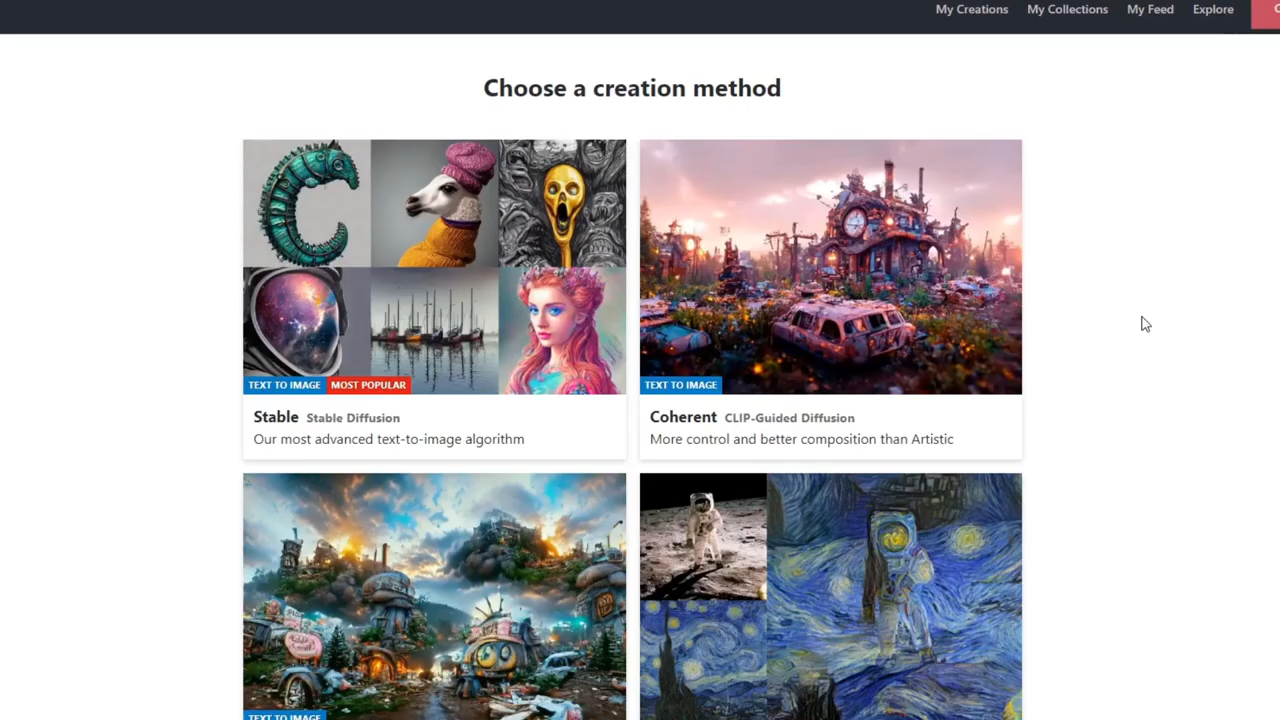 My Creations My Collections My Feed Explore
Choose a creation method
TEXT TO IMAGE MOST POPULAR
TEXT TO IMAGE
Stable Stable Diffusion
Our most advanced text-to-image algorithm
Coherent CLIP-Guided Diffusion
More control and better composition than Artistic
TEXT TO IMAGE